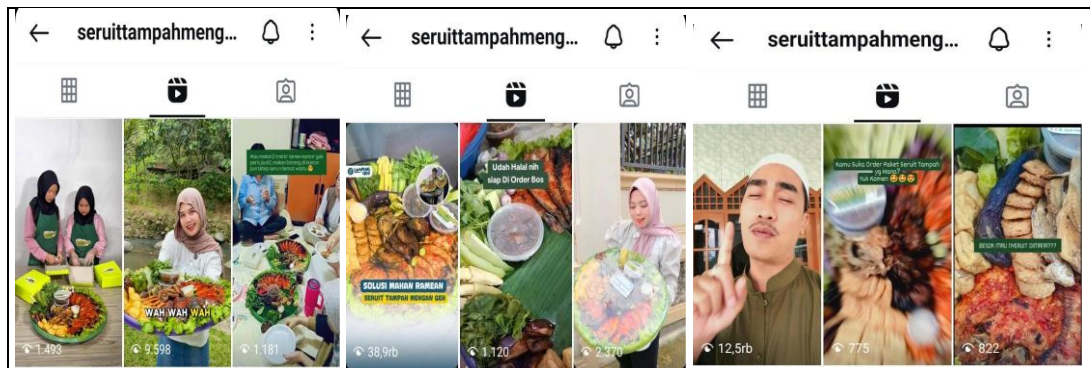 seruittampahmeng...
WAH WAH WAH
1.493
9.598
1.181
seruittampahmeng...
Udah Halal nih
siap Di Order Bos
SOLUSI MAKAN RAMEAN
SERUIT TAMPAH MENGAN GEH
38,9rb
1.120
2.370
seruittampahmeng...
Kamu Suka Order Paket Seruit Tampah
yg Mana?
Yuk Komen
BESOK MAU NYERUIT DIMANA???
12,5rb
775
822